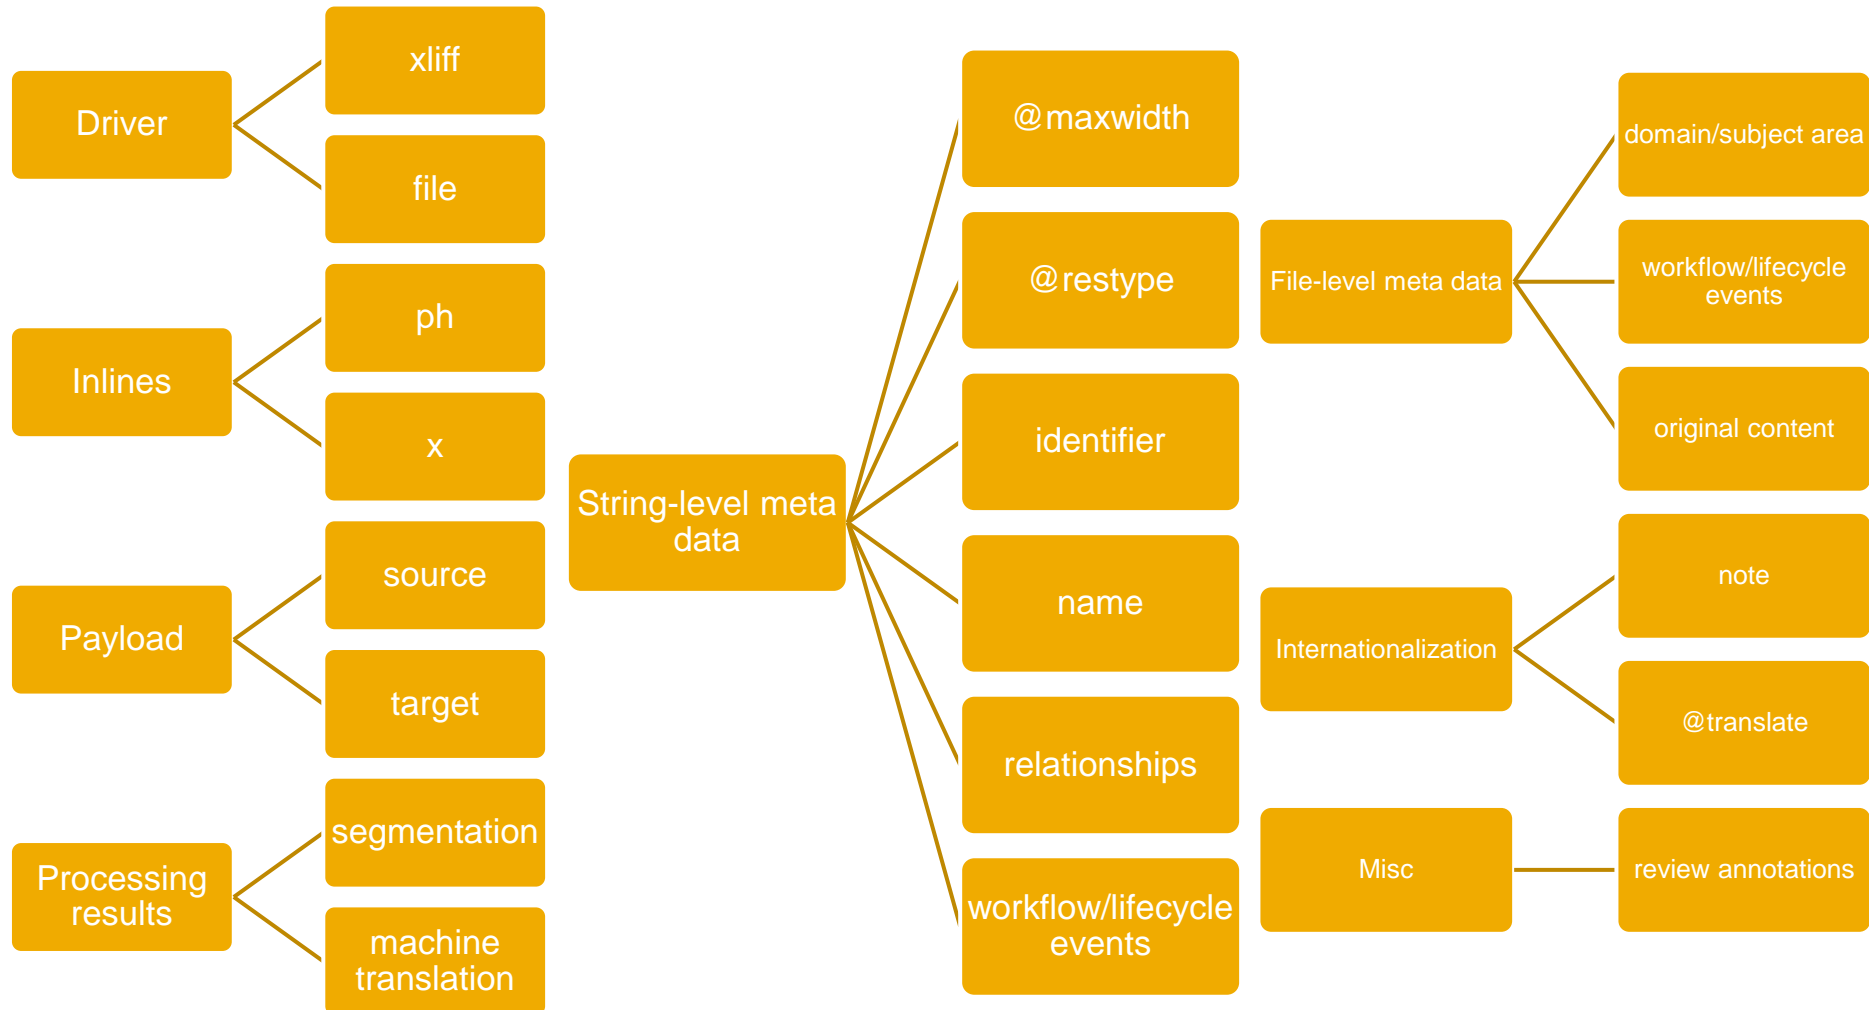 Driver
xliff
file
Inlines
ph
x
Payload
source
target
Processing
results
segmentation
machine
translation
String-level meta
data
@maxwidth
@restype
identifier
name
relationships
workflow/lifecycle
events
File-level meta data
domain/subject area
workflow/lifecycle
events
original content
Internationalization
note
@translate
Misc
review annotations